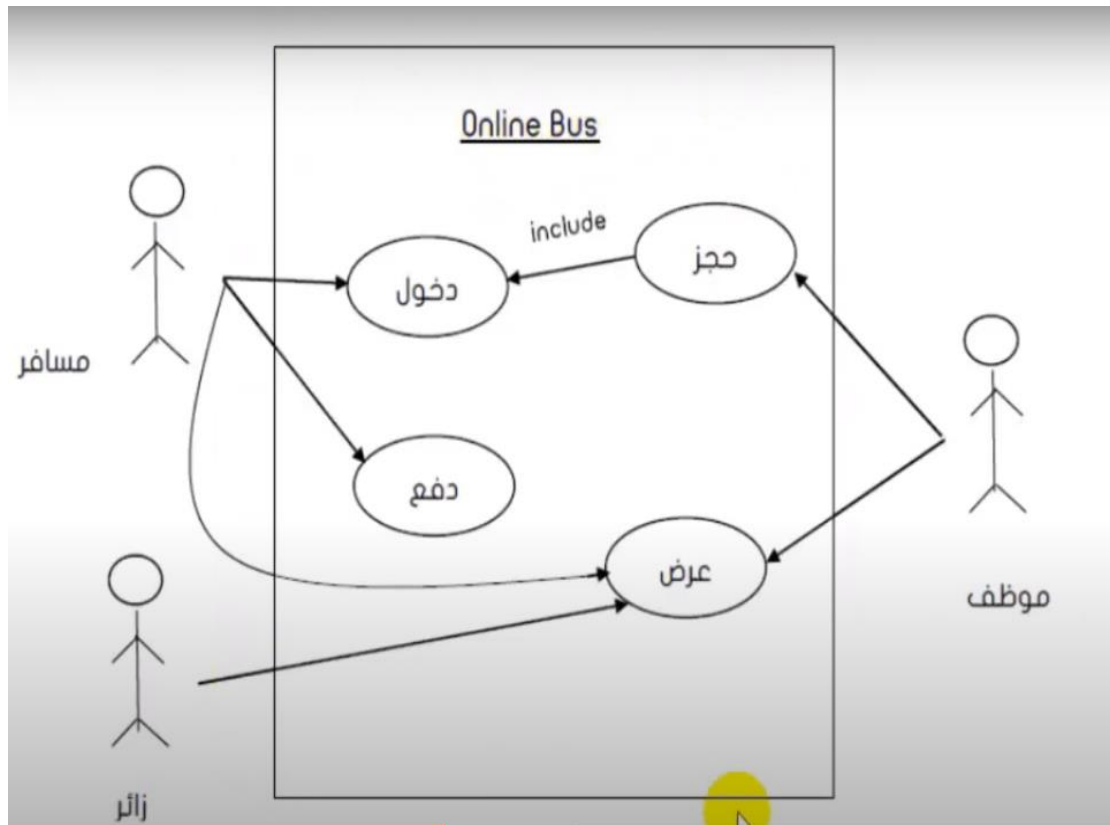 Online Bus
include
حجز
دخول
مسافر
دفع
عرض
موظف
زائر